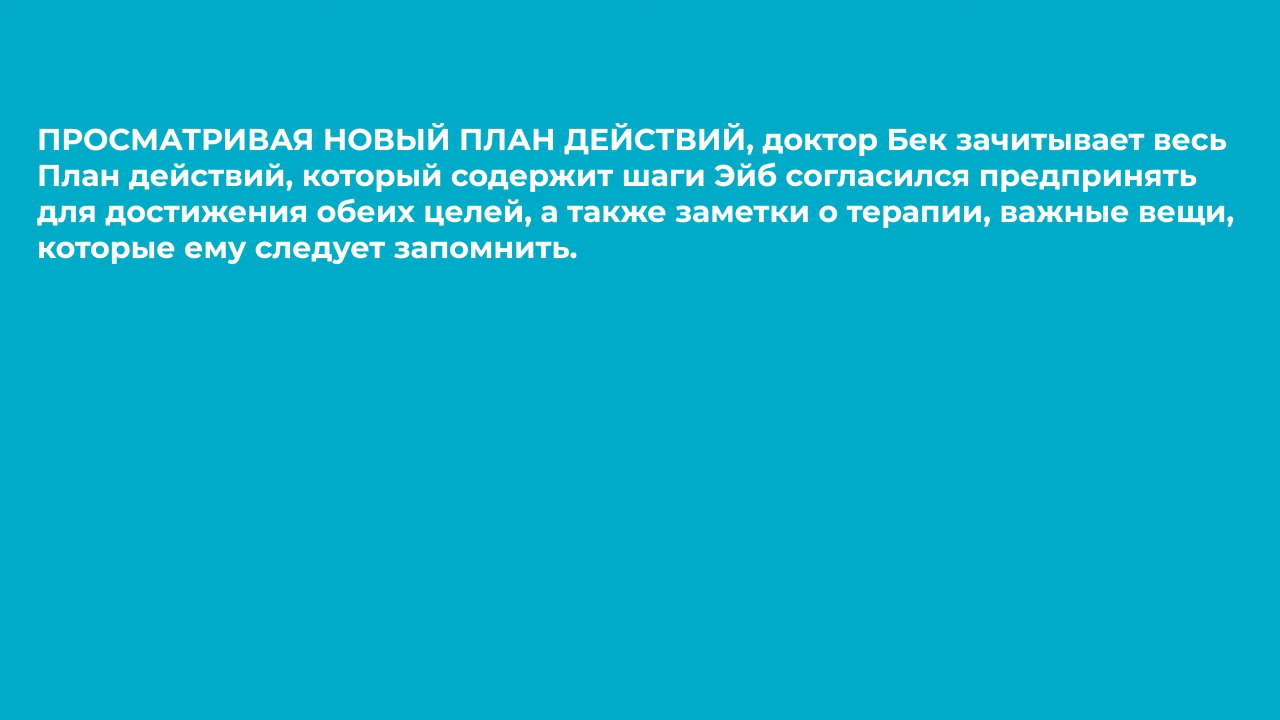 ПРОСМАТРИВАЯ НОВЫЙ ПЛАН ДЕЙСТВИЙ, доктор Бек зачитывает весь
План действий, который содержит шаги Эйб согласился предпринять
для достижения обеих целей, а также заметки о терапии, важные вещи,
которые ему следует запомнить.